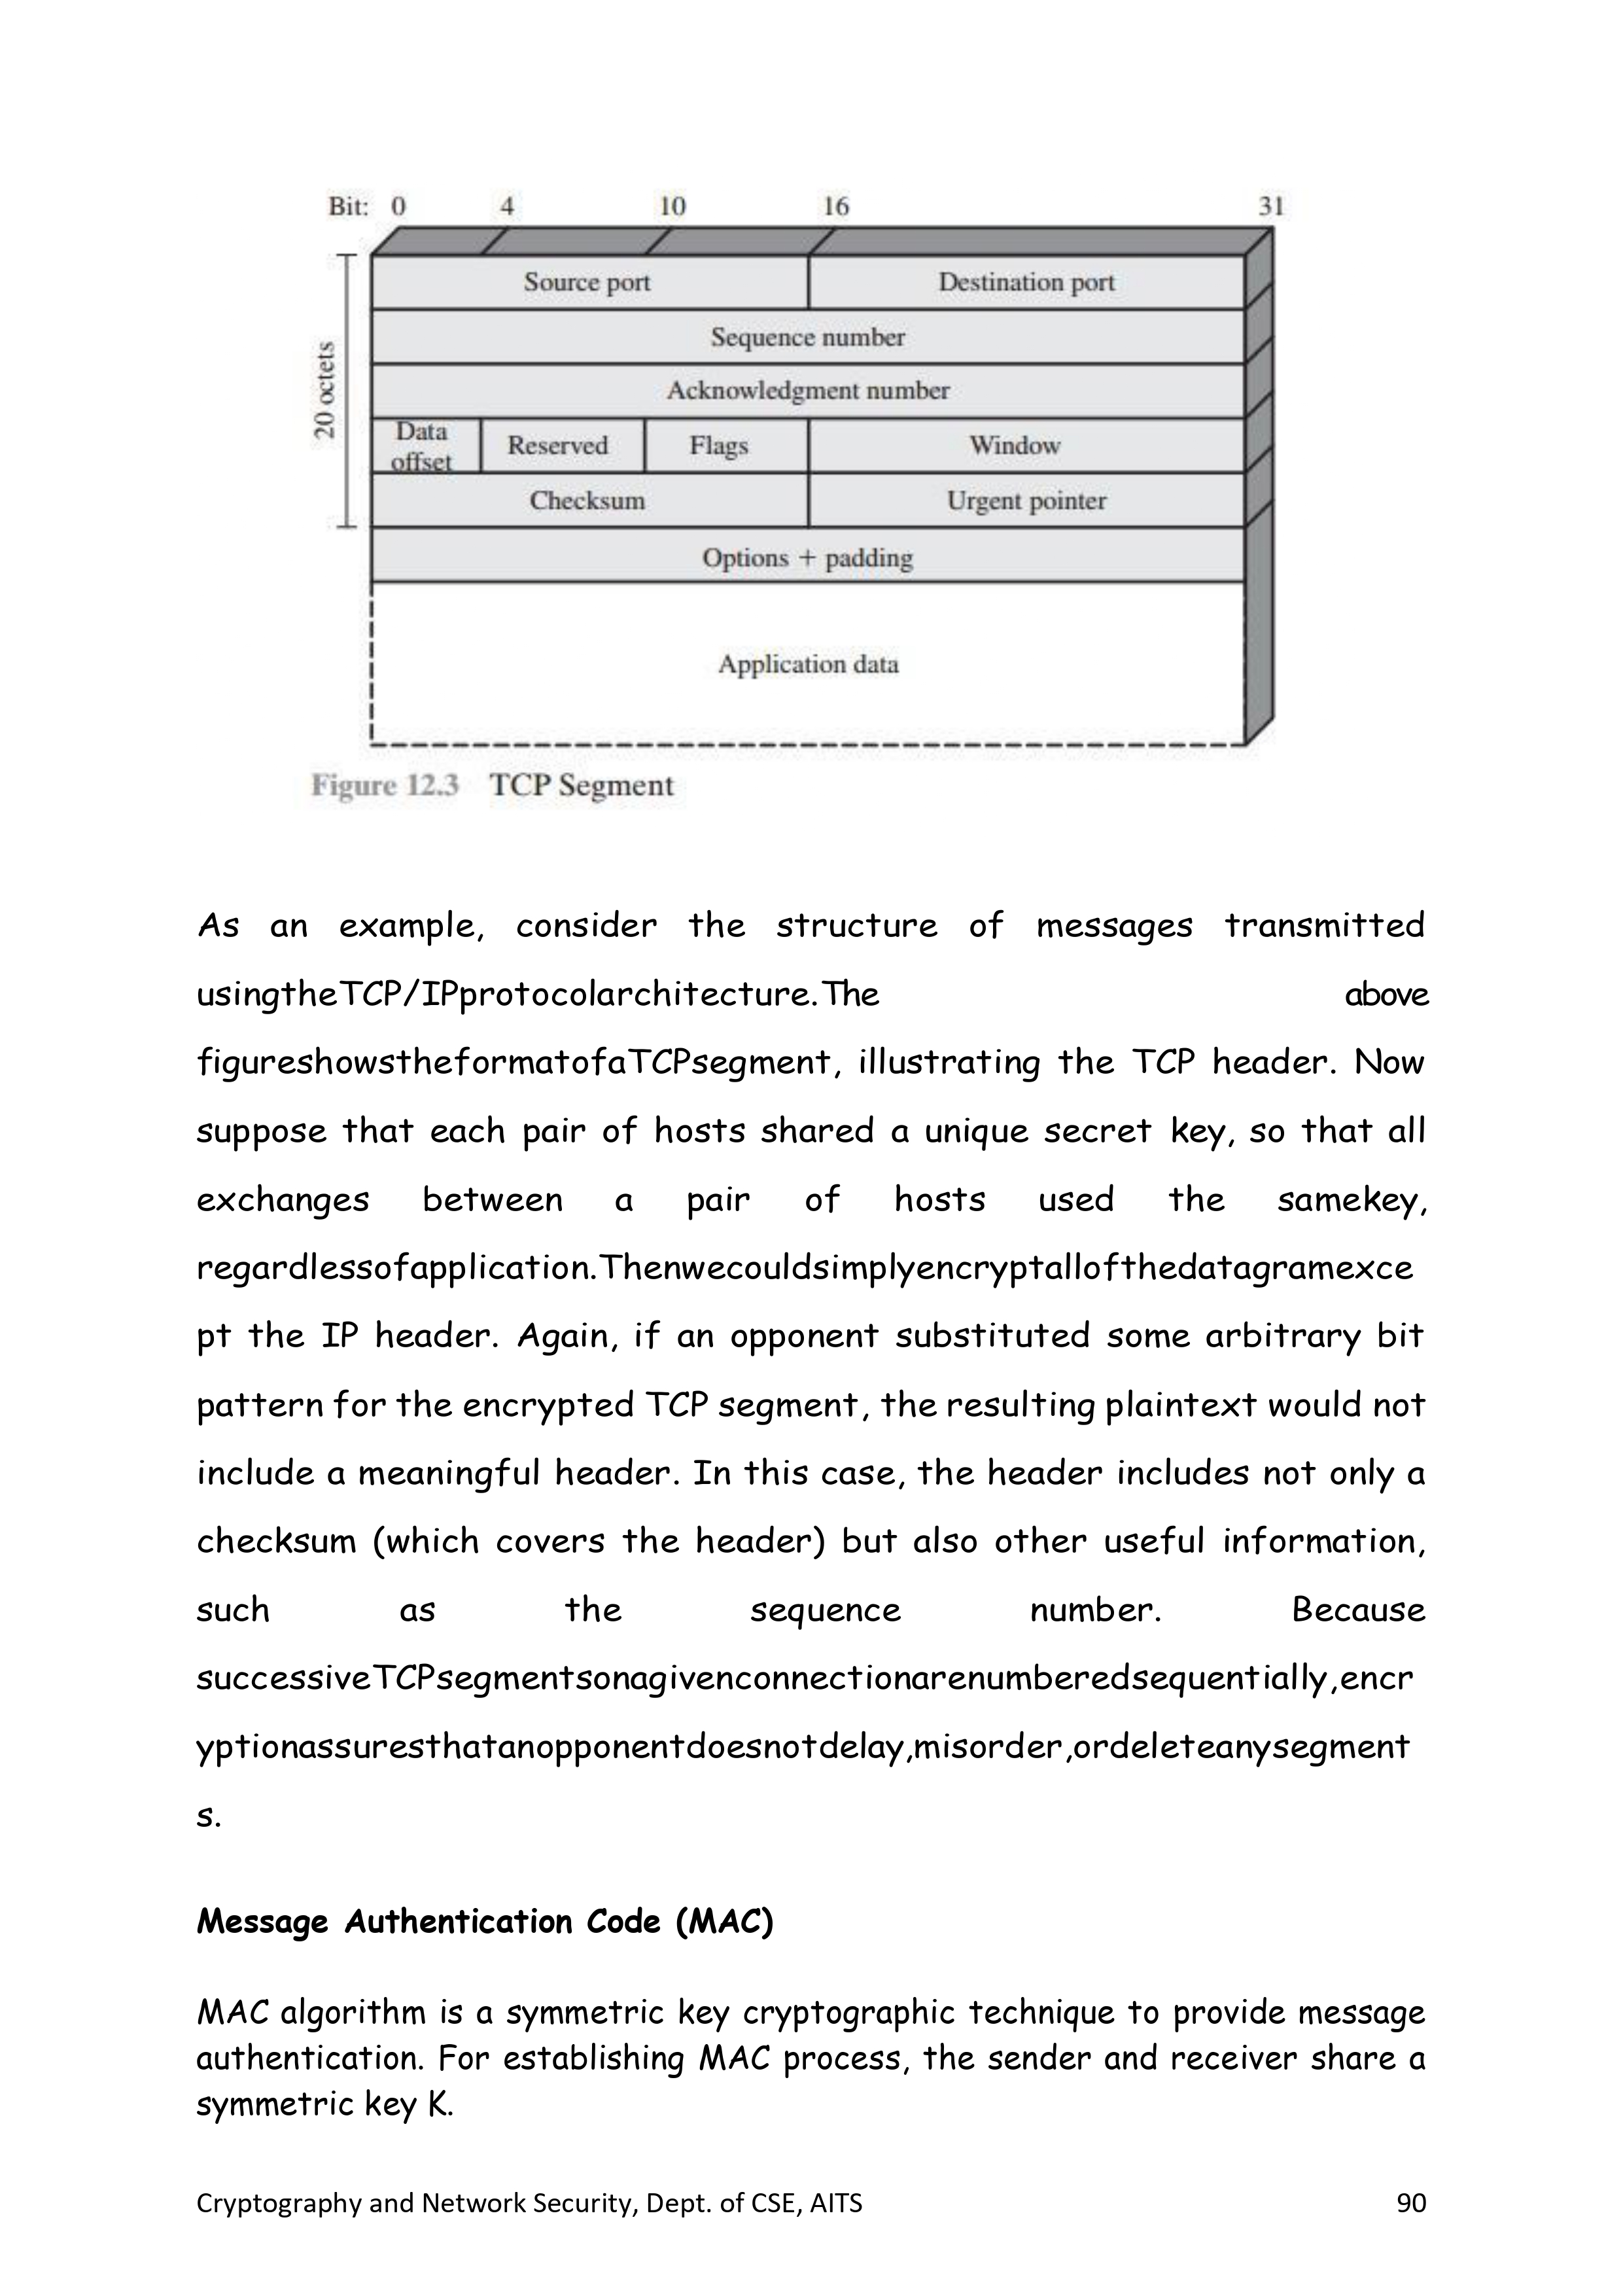 Bit: 0 4 10 16 31
20 octets
Source port Destination port
Sequence number
Acknowledgment number
Data offset Reserved Flags Window
Checksum Urgent pointer
Options + padding
Application data
Figure 12.3 TCP Segment
As an example, consider the structure of messages transmitted
usingtheTCP/IPprotocolarchitecture.The above
figureshowstheformatofaTCPsegment, illustrating the TCP header. Now
suppose that each pair of hosts shared a unique secret key, so that all
exchanges between a pair of hosts used the samekey,
regardlessofapplication.Thenwecouldsimplyencryptallofthedatagramexce
pt the IP header. Again, if an opponent substituted some arbitrary bit
pattern for the encrypted TCP segment, the resulting plaintext would not
include a meaningful header. In this case, the header includes not only a
checksum (which covers the header) but also other useful information,
such as the sequence number. Because
successiveTCPsegmentsonagivenconnectionarenumberedsequentially,encr
yptionassuresthatanopponentdoesnotdelay,misorder,ordeleteanysegment
s.
Message Authentication Code (MAC)
MAC algorithm is a symmetric key cryptographic technique to provide message
authentication. For establishing MAC process, the sender and receiver share a
symmetric key K.
Cryptography and Network Security, Dept. of CSE, AITS 90